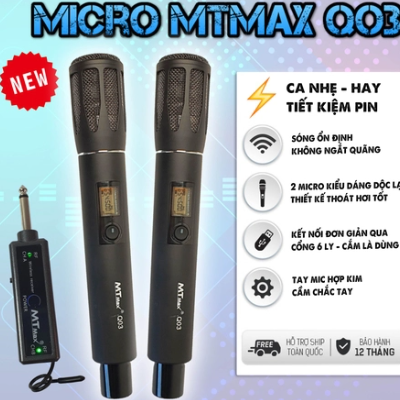 MICRO MTMAX Q03
NEW
CA NHẸ - HAY
TIẾT KIỆM PIN
SÓNG ỔN ĐỊNH
KHÔNG NGẮT QUÃNG
2 MICRO KIỂU DÁNG DỘC LẠ
THIẾT KẾ THOÁT HƠI TỐT
KẾT NỐI ĐƠN GIẢN QUA
CỔNG 6 LY - CẮM LÀ DÙNG
TAY MIC HỢP KIM
CẦM CHẮC TAY
MTmax® Q03
MTmax® Q03
MTmax
FREE
HỖ TRỢ SHIP
TOÀN QUỐC
BẢO HÀNH
12 THÁNG